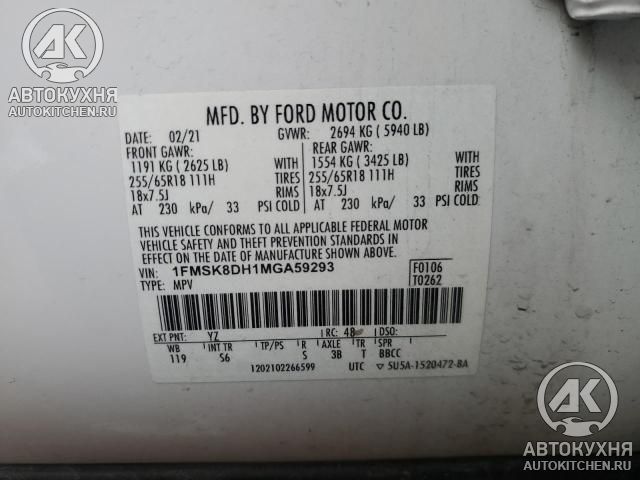 АК
АВТОКУХНЯ
AUTOKITCHEN.RU
MFD. BY FORD MOTOR CO.
DATE: 02/21 GVWR: 2694 KG ( 5940 LB)
FRONT GAWR: REAR GAWR:
1191 KG ( 2625 LB) WITH 1554 KG ( 3425 LB) WITH
255/65R18 111H TIRES 255/65R18 111H TIRES
18x7.5J RIMS 18x7.5J RIMS
AT 230 kPa/ 33 PSI COLD AT 230 kPa/ 33 PSI COLD
THIS VEHICLE CONFORMS TO ALL APPLICABLE FEDERAL MOTOR
VEHICLE SAFETY AND THEFT PREVENTION STANDARDS IN
EFFECT ON THE DATE OF MANUFACTURE SHOWN ABOVE.
VIN: 1FMSK8DH1MGA59293 F0106
TYPE: MPV T0262
EXT PNT: YZ RC: 48 DSO:
WB INT TR TP/PS R AXLE TR SPR
119 S6 S 3B T BBCC
1202102266599 UTC ▽ 5U5A-1520472-BA
АК
АВТОКУХНЯ
AUTOKITCHEN.RU